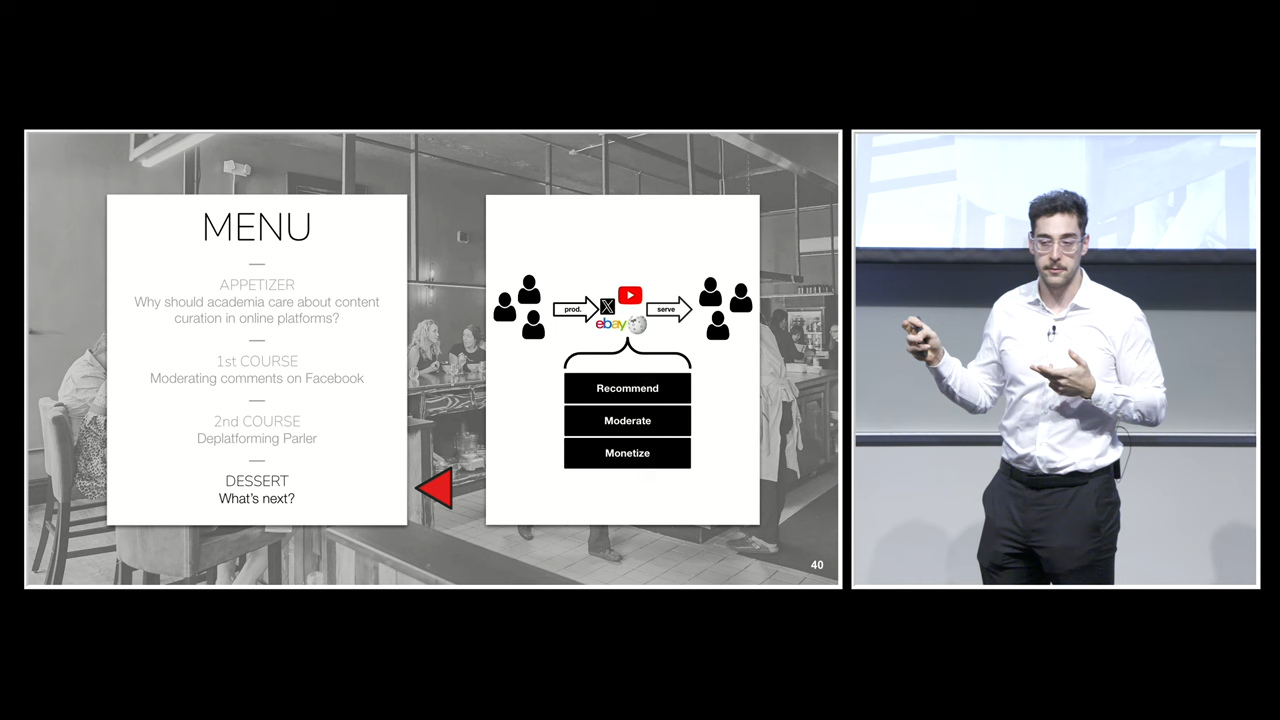 MENU
APPETIZER
Why should academia care about content
curation in online platforms?
1st COURSE
Moderating comments on Facebook
2nd COURSE
Deplatforming Parler
DESSERT
What's next?
prod.
X
ebay
serve
Recommend
Moderate
Monetize
40